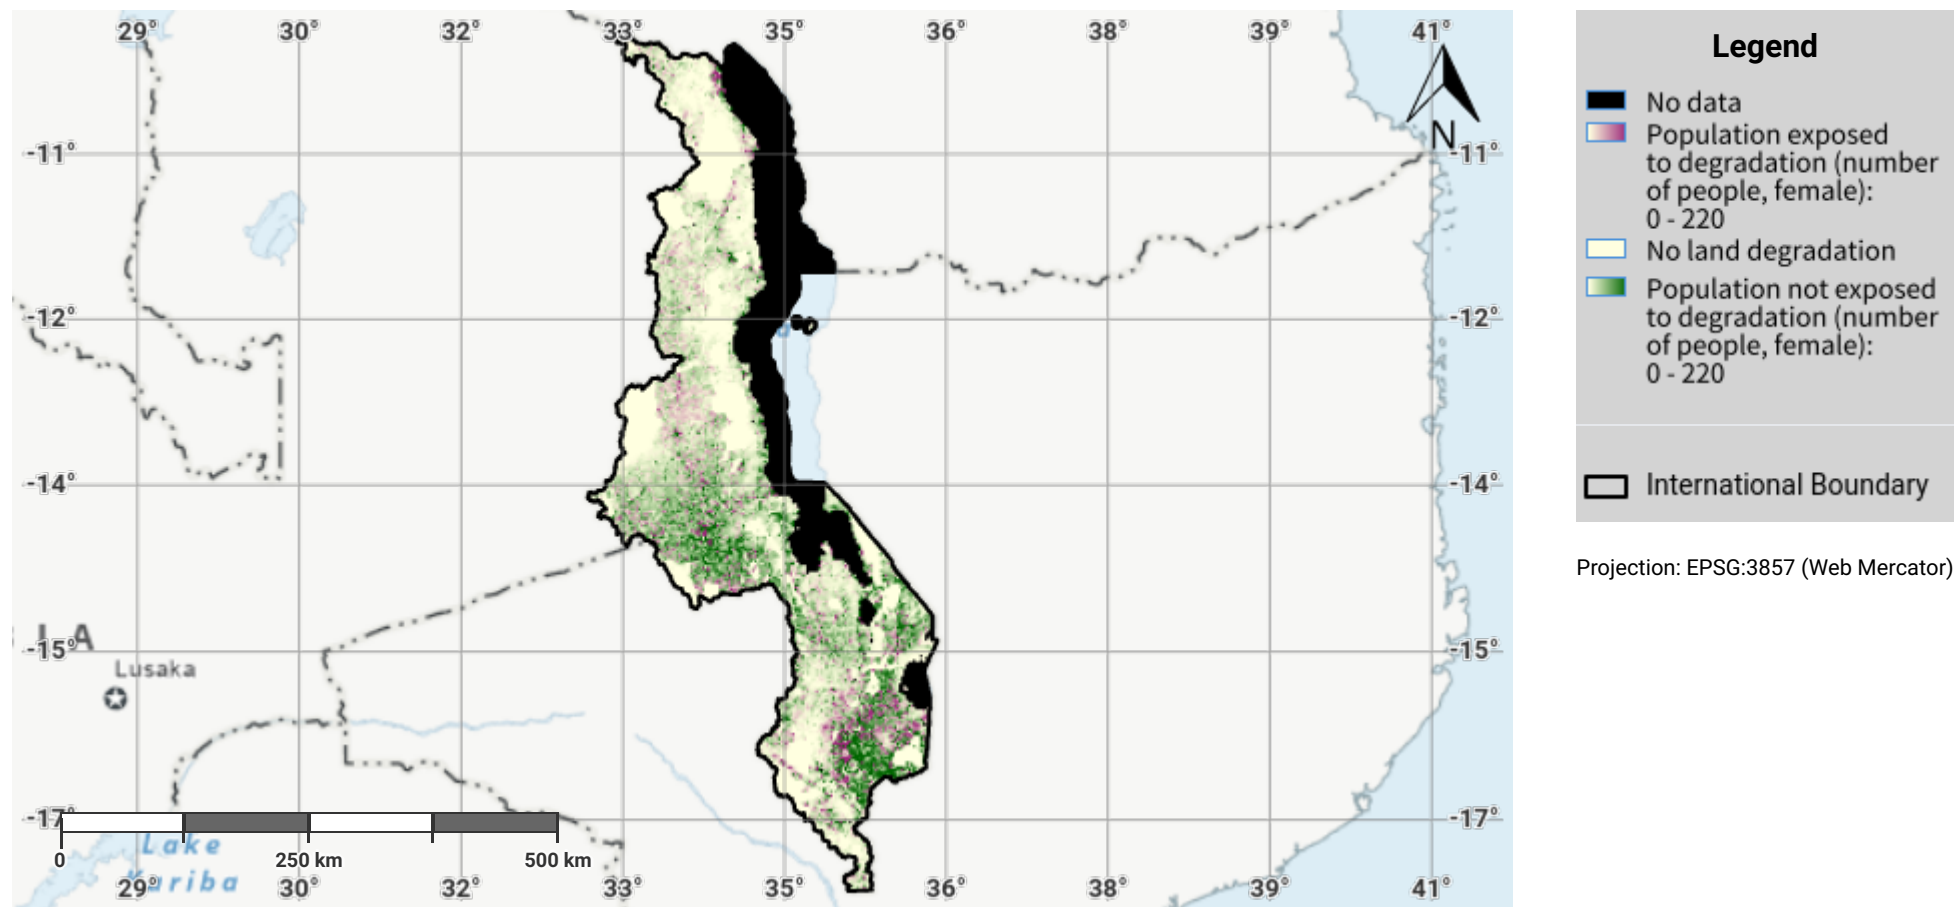 29° 30° 32° 33° 35° 36° 38° 39° 41°
N
-11° -11°
-12° -12°
-14° -14°
LA
-15° -15°
Lusaka
-17° -17°
0 250 km 500 km
Lake
Kariba
29° 30° 32° 33° 35° 36° 38° 39° 41°
Legend
No data
Population exposed
to degradation (number
of people, female):
0 - 220
No land degradation
Population not exposed
to degradation (number
of people, female):
0 - 220
International Boundary
Projection: EPSG:3857 (Web Mercator)